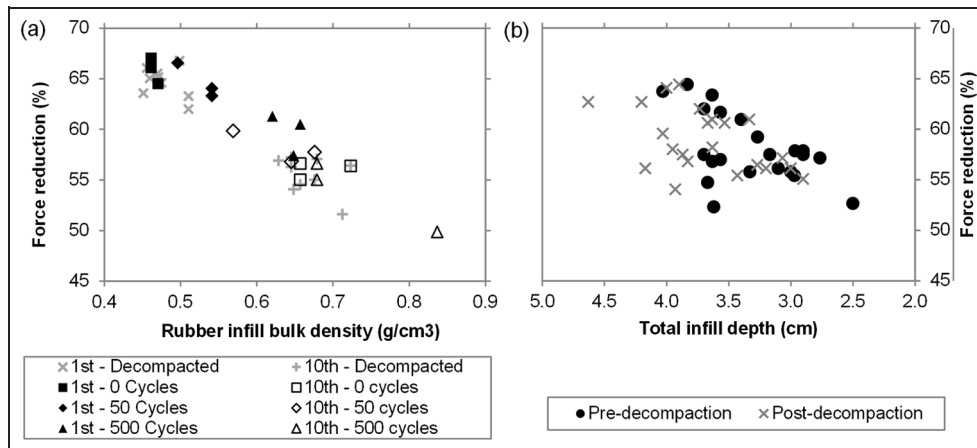 (a)
70
65
60
55
50
45
Force reduction (%)
0.4 0.5 0.6 0.7 0.8 0.9
Rubber infill bulk density (g/cm3)
1st - Decompacted
1st - 0 Cycles
1st - 50 Cycles
1st - 500 Cycles
10th - Decompacted
10th - 0 cycles
10th - 50 cycles
10th - 500 cycles
(b)
70
65
60
55
50
45
Force reduction (%)
5.0 4.5 4.0 3.5 3.0 2.5 2.0
Total infill depth (cm)
Pre-decompaction Post-decompaction